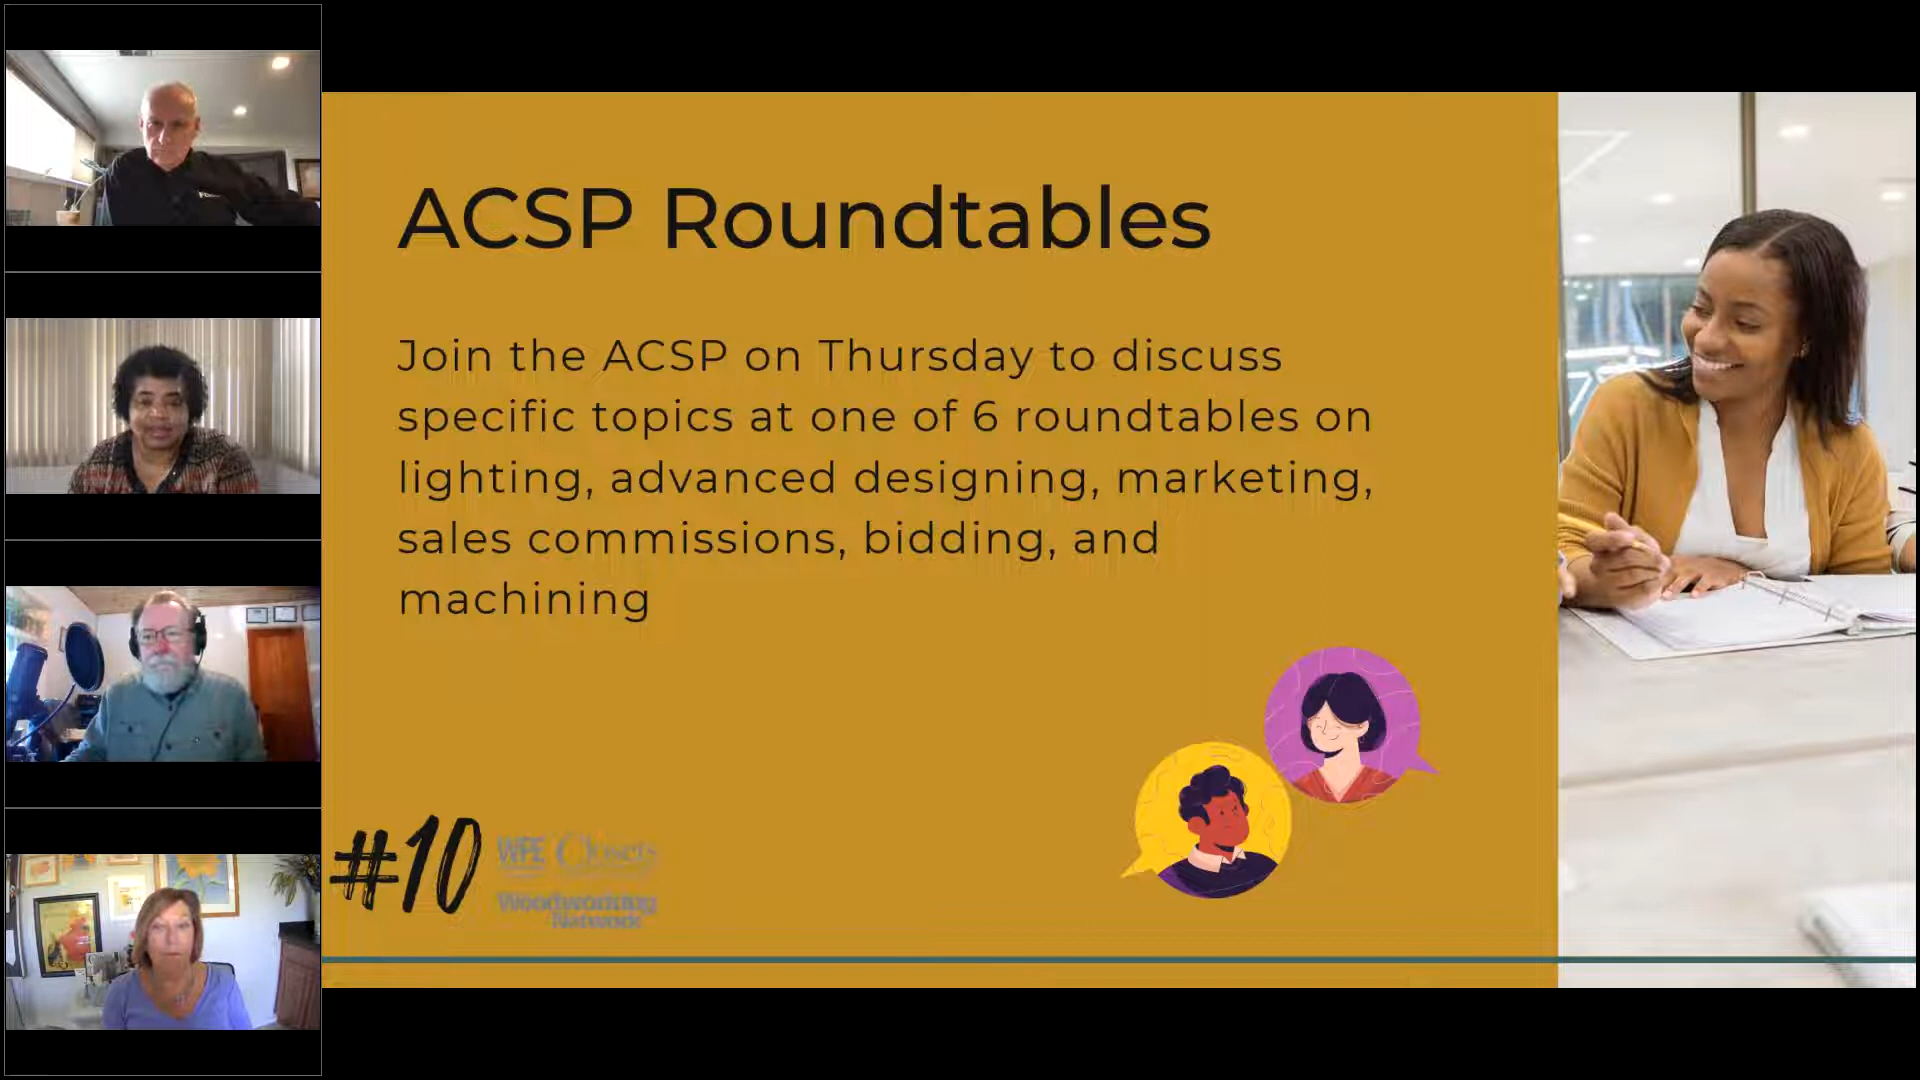 ACSP Roundtables
Join the ACSP on Thursday to discuss
specific topics at one of 6 roundtables on
lighting, advanced designing, marketing,
sales commissions, bidding, and
machining
#10
WFE Closets
Woodworking
Network